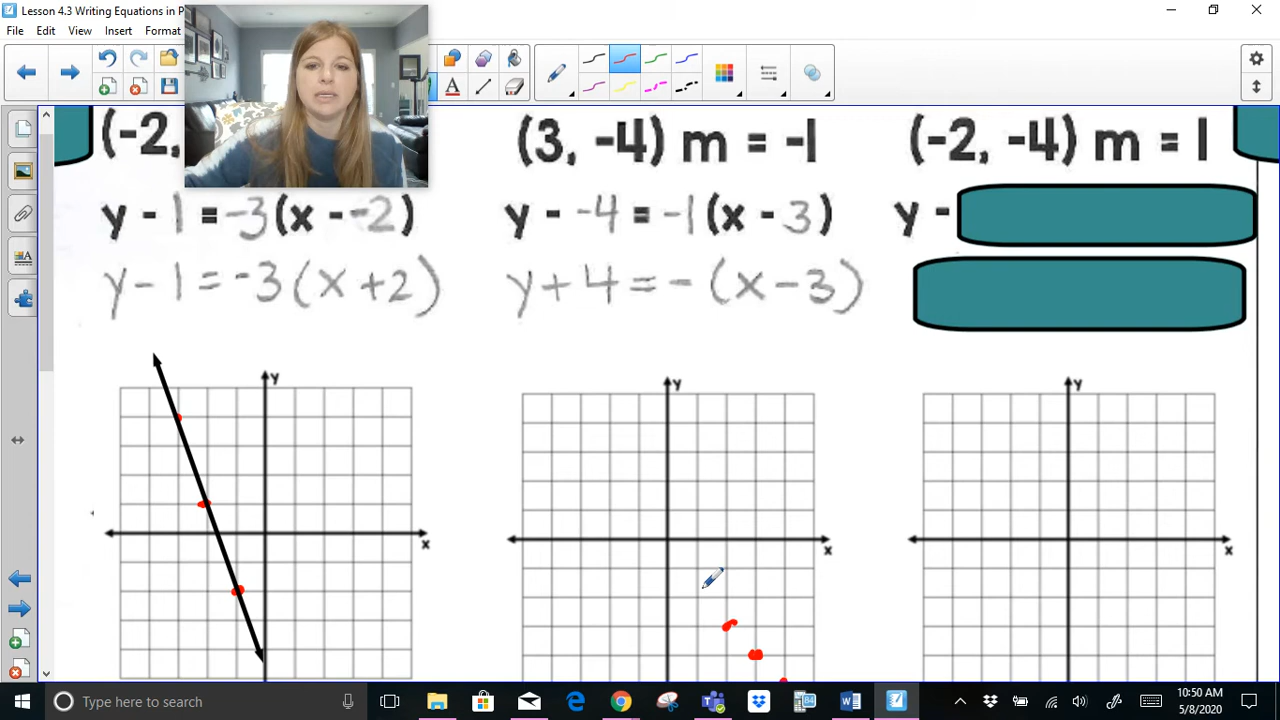 Lesson 4.3 Writing Equations in P
File Edit View Insert Format
(-2,
y - 1 = -3(x - -2)
y - 1 = -3(x + 2)
(3, -4) m = -1
y - -4 = -1(x - 3)
y + 4 = -(x - 3)
(-2, -4) m = 1
y -
y
x
y
x
y
x
Type here to search
10:50 AM
5/8/2020